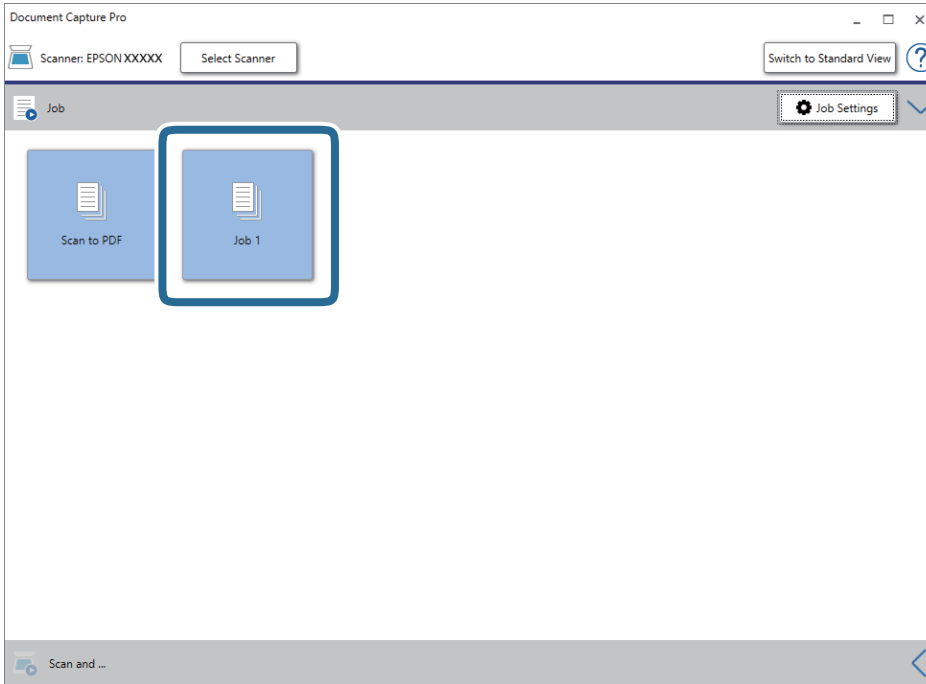 Document Capture Pro
Scanner: EPSON XXXXX
Select Scanner
Switch to Standard View
?
Job
Job Settings
Scan to PDF
Job 1
Scan and ...